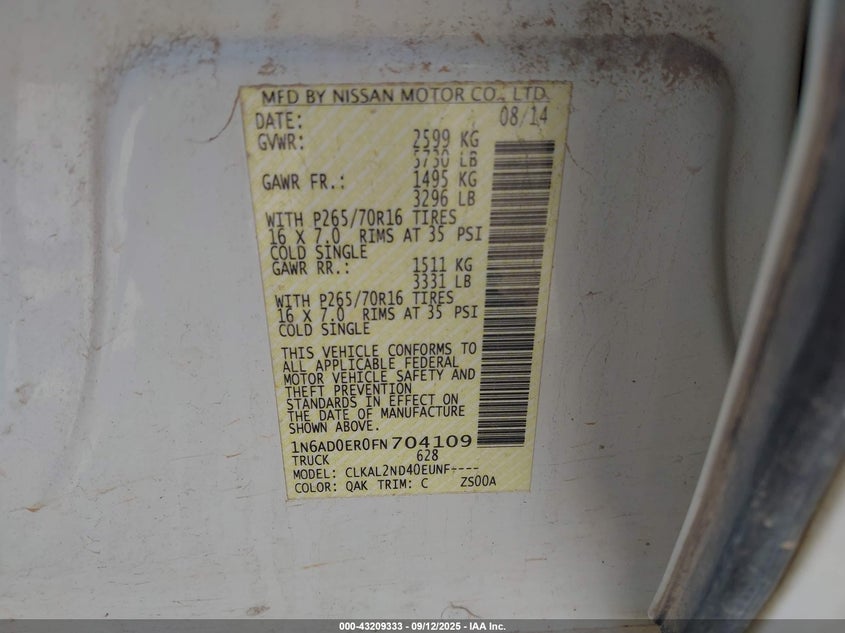 MFD BY NISSAN MOTOR CO., LTD.
DATE: 08/14
GVWR: 2599 KG
5730 LB
GAWR FR.: 1495 KG
3296 LB
WITH P265/70R16 TIRES
16 X 7.0 RIMS AT 35 PSI
COLD SINGLE
GAWR RR.: 1511 KG
3331 LB
WITH P265/70R16 TIRES
16 X 7.0 RIMS AT 35 PSI
COLD SINGLE
THIS VEHICLE CONFORMS TO
ALL APPLICABLE FEDERAL
MOTOR VEHICLE SAFETY AND
THEFT PREVENTION
STANDARDS IN EFFECT ON
THE DATE OF MANUFACTURE
SHOWN ABOVE.
1N6AD0ER0FN704109
TRUCK 628
MODEL: CLKAL2ND40EUNF----
COLOR: QAK TRIM: C ZS00A
000-43209333 - 09/12/2025 - IAA Inc.